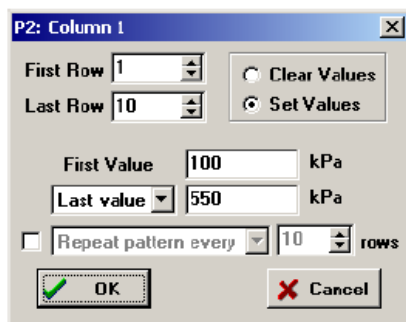 P2: Column 1
First Row 1
Last Row 10
Clear Values
Set Values
First Value 100 kPa
Last value 550 kPa
Repeat pattern every 10 rows
OK
Cancel